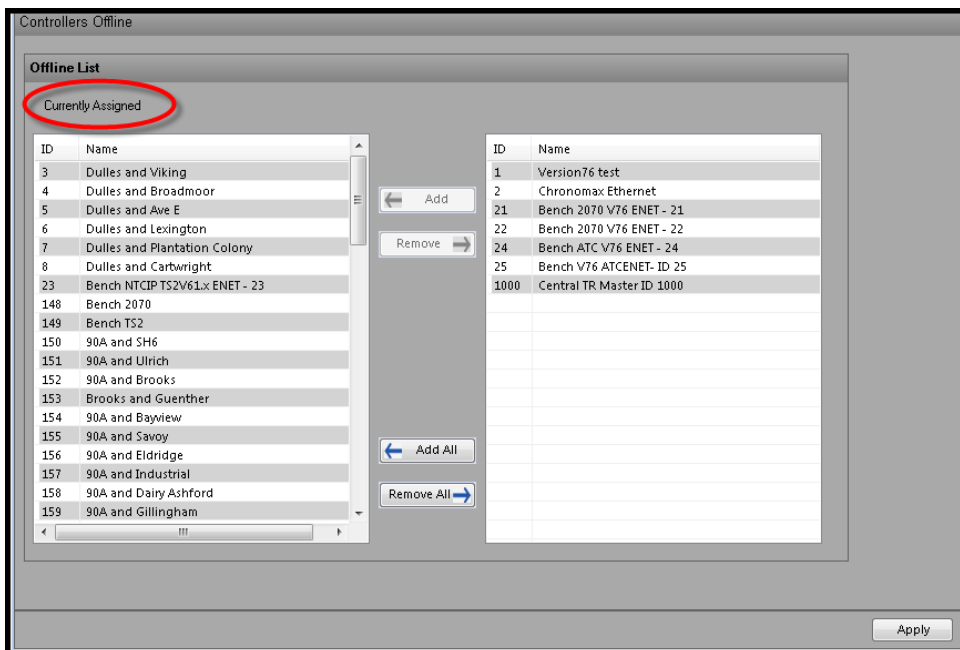 Controllers Offline
Offline List
Currently Assigned
ID Name
3 Dulles and Viking
4 Dulles and Broadmoor
5 Dulles and Ave E
6 Dulles and Lexington
7 Dulles and Plantation Colony
8 Dulles and Cartwright
23 Bench NTCIP TS2V61.x ENET - 23
148 Bench 2070
149 Bench TS2
150 90A and SH6
151 90A and Ulrich
152 90A and Brooks
153 Brooks and Guenther
154 90A and Bayview
155 90A and Savoy
156 90A and Eldridge
157 90A and Industrial
158 90A and Dairy Ashford
159 90A and Gillingham
Add
Remove
Add All
Remove All
ID Name
1 Version76 test
2 Chronomax Ethernet
21 Bench 2070 V76 ENET - 21
22 Bench 2070 V76 ENET - 22
24 Bench ATC V76 ENET - 24
25 Bench V76 ATCENET- ID 25
1000 Central TR Master ID 1000
Apply